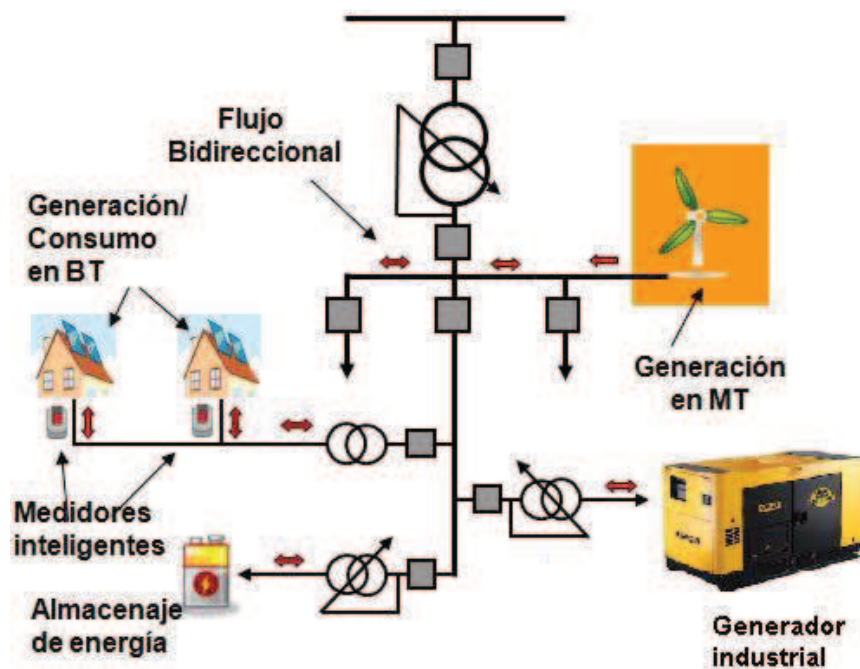 Flujo
Bidireccional
Generación/
Consumo
en BT
Generación
en MT
Medidores
inteligentes
Almacenaje
de energía
Generador
industrial